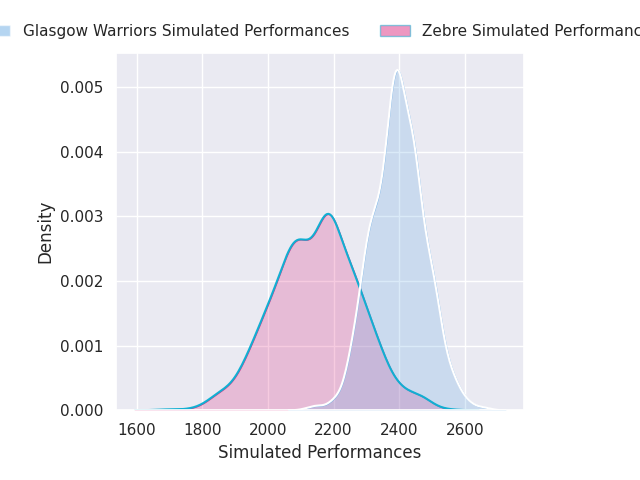 Glasgow Warriors Simulated Performances
Zebre Simulated Performanc
0.005
0.004
0.003
0.002
0.001
0.000
Density
1600 1800 2000 2200 2400 2600
Simulated Performances